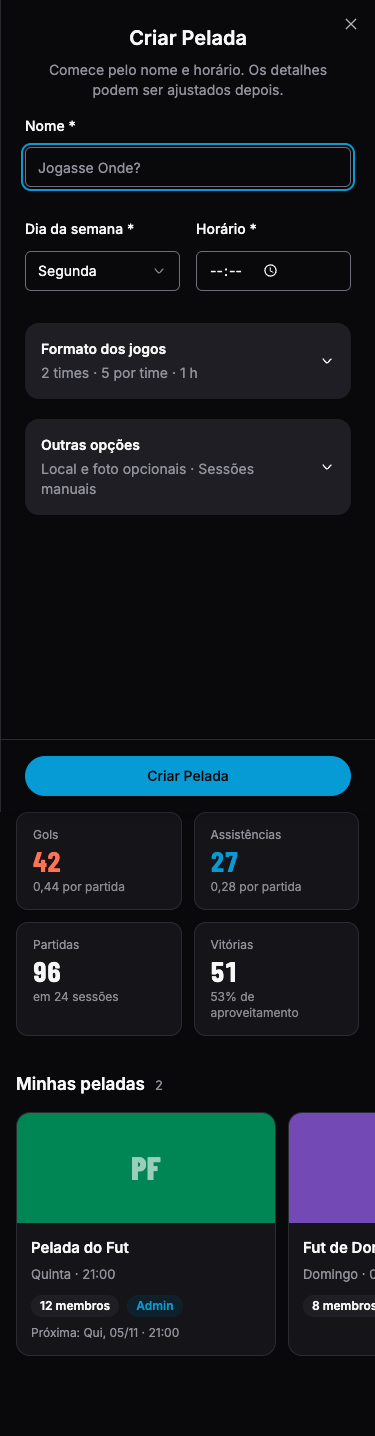 Criar Pelada
Comece pelo nome e horário. Os detalhes
podem ser ajustados depois.
Nome *
Jogasse Onde?
Dia da semana * Horário *
Segunda --:--
Formato dos jogos
2 times · 5 por time · 1 h
Outras opções
Local e foto opcionais · Sessões
manuais
Criar Pelada
Gols Assistências
42 27
0,44 por partida 0,28 por partida
Partidas Vitórias
96 51
em 24 sessões 53% de
aproveitamento
Minhas peladas 2
PF
Pelada do Fut Fut de Do
Quinta · 21:00 Domingo ·
12 membros Admin 8 membros
Próxima: Qui, 05/11 · 21:00